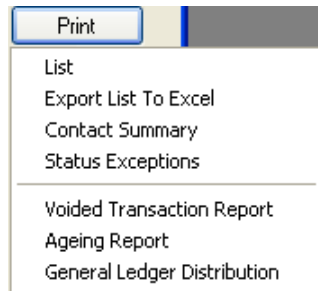 Print
List
Export List To Excel
Contact Summary
Status Exceptions
Voided Transaction Report
Ageing Report
General Ledger Distribution